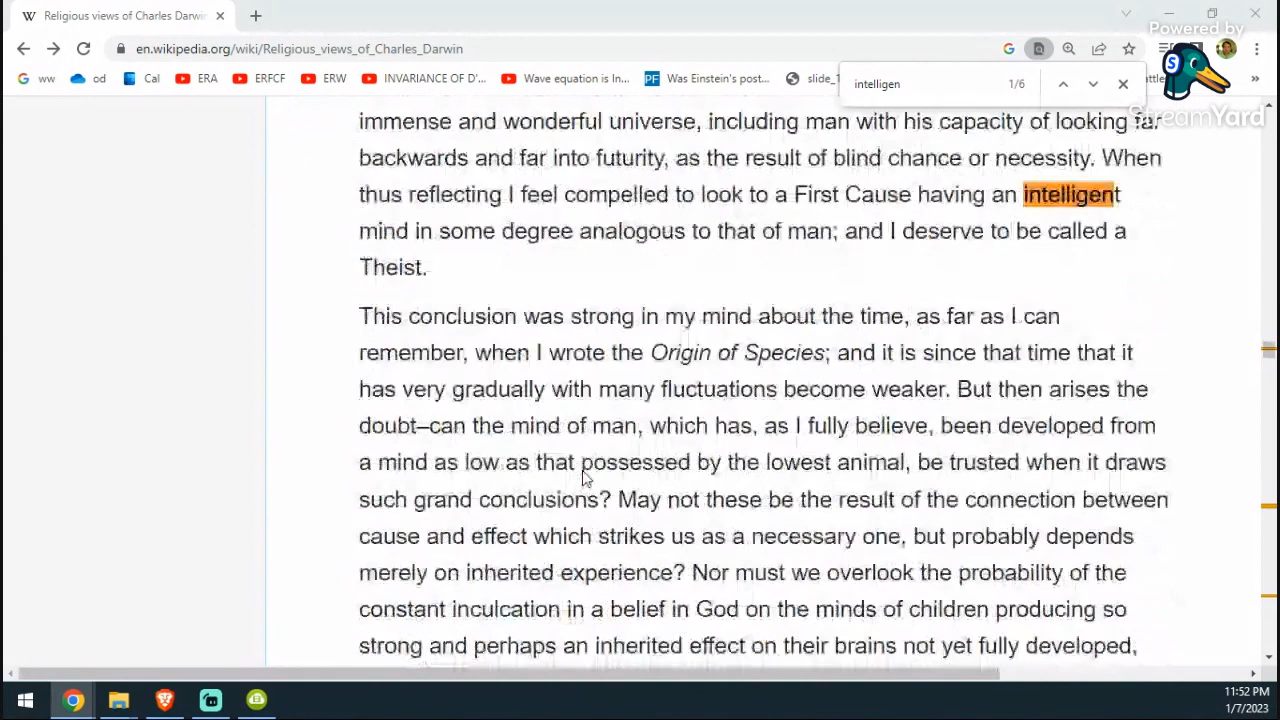 Religious views of Charles Darwin
en.wikipedia.org/wiki/Religious_views_of_Charles_Darwin
Powered by
StreamYard
ww
od
Cal
ERA
ERFCF
ERW
INVARIANCE OF D'...
Wave equation is In...
Was Einstein's post...
slide_
intelligen
1/6
immense and wonderful universe, including man with his capacity of looking far
backwards and far into futurity, as the result of blind chance or necessity. When
thus reflecting I feel compelled to look to a First Cause having an intelligent
mind in some degree analogous to that of man; and I deserve to be called a
Theist.
This conclusion was strong in my mind about the time, as far as I can
remember, when I wrote the Origin of Species; and it is since that time that it
has very gradually with many fluctuations become weaker. But then arises the
doubt–can the mind of man, which has, as I fully believe, been developed from
a mind as low as that possessed by the lowest animal, be trusted when it draws
such grand conclusions? May not these be the result of the connection between
cause and effect which strikes us as a necessary one, but probably depends
merely on inherited experience? Nor must we overlook the probability of the
constant inculcation in a belief in God on the minds of children producing so
strong and perhaps an inherited effect on their brains not yet fully developed,
11:52 PM
1/7/2023